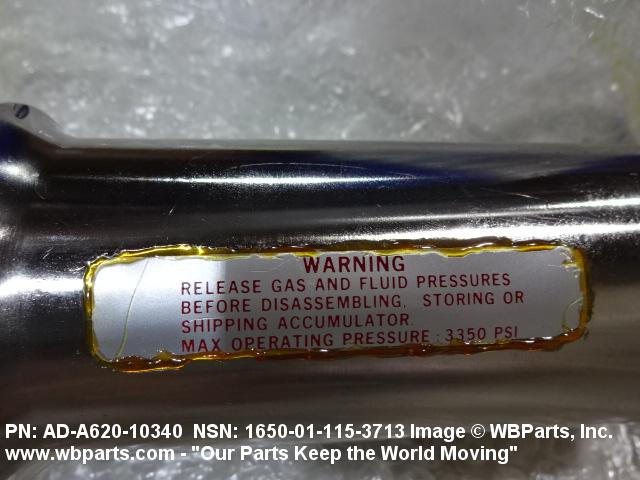 WARNING
RELEASE GAS AND FLUID PRESSURES
BEFORE DISASSEMBLING, STORING OR
SHIPPING ACCUMULATOR.
MAX OPERATING PRESSURE: 3350 PSI
PN: AD-A620-10340 NSN: 1650-01-115-3713 Image © WBParts, Inc.
www.wbparts.com - "Our Parts Keep the World Moving"